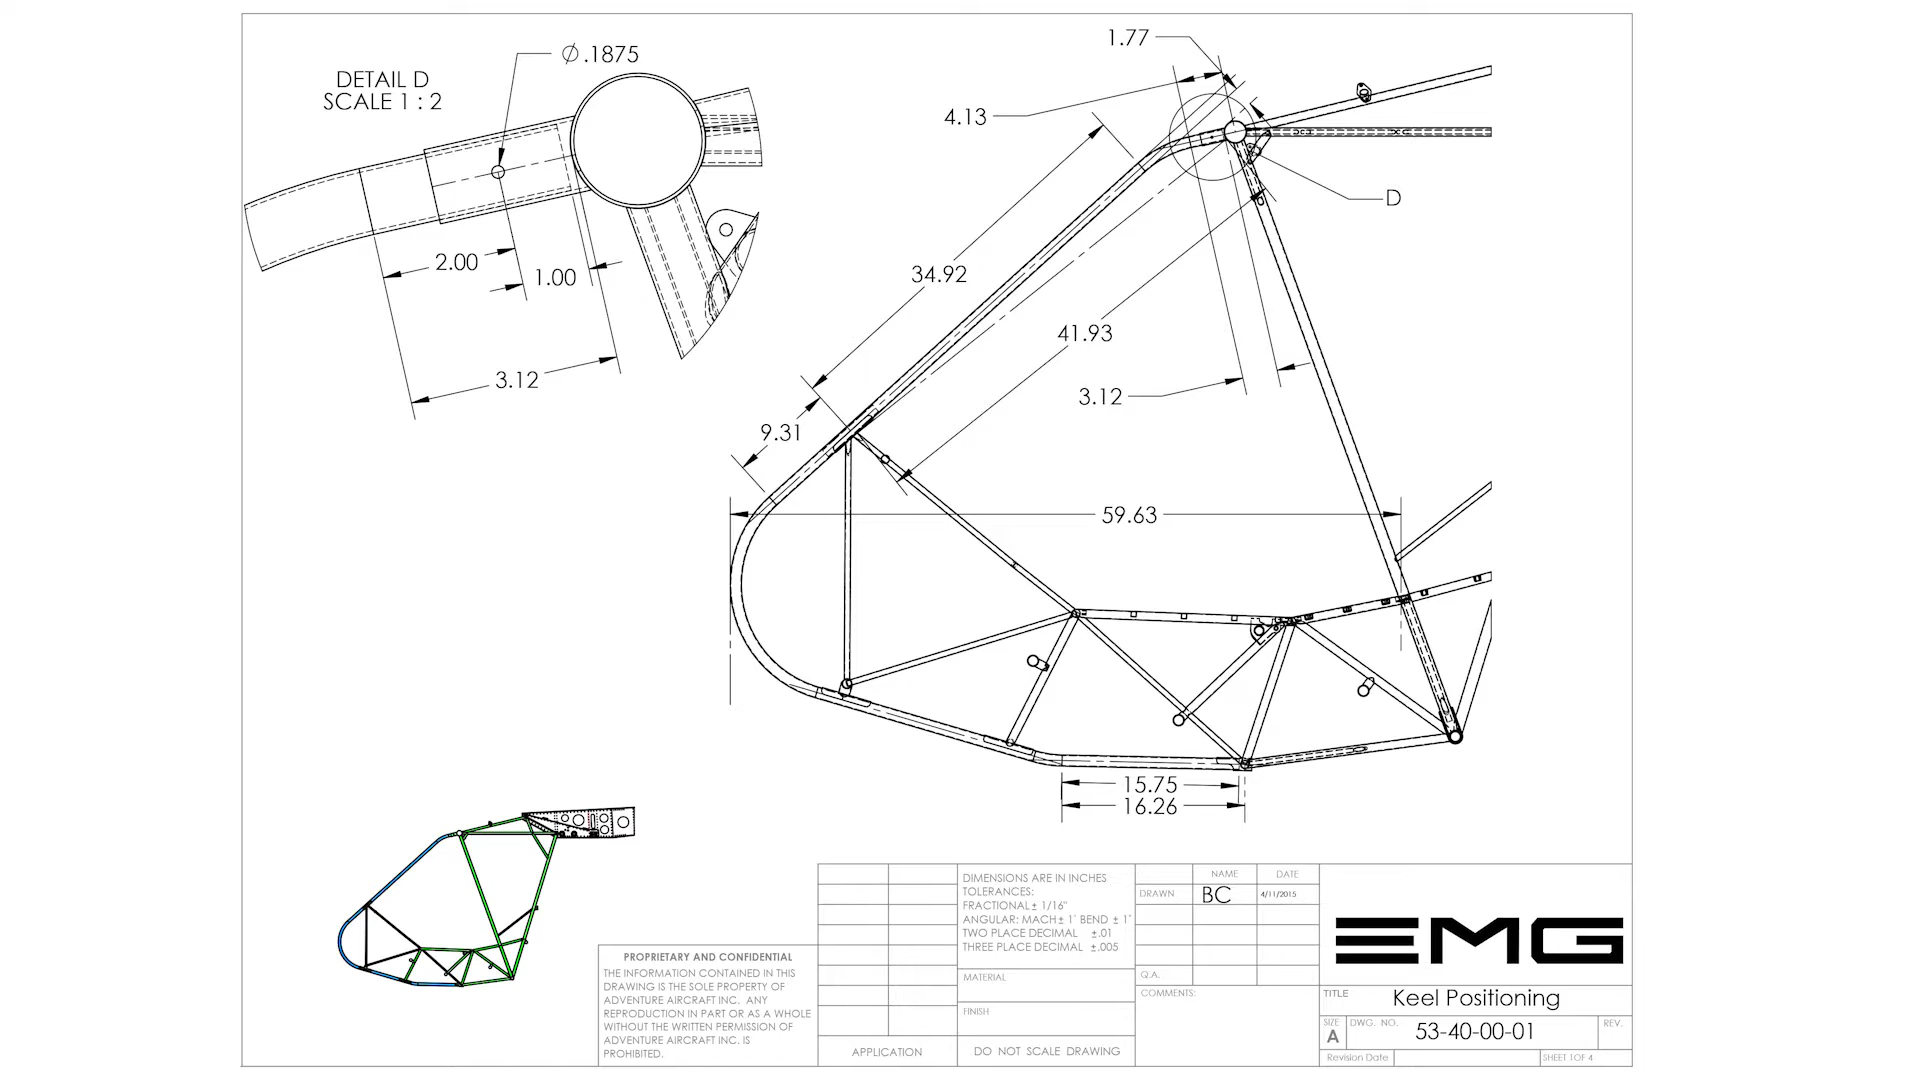 DETAIL D
SCALE 1 : 2
Ø .1875
2.00
1.00
3.12
1.77
4.13
D
34.92
41.93
3.12
9.31
59.63
15.75
16.26
PROPRIETARY AND CONFIDENTIAL
THE INFORMATION CONTAINED IN THIS
DRAWING IS THE SOLE PROPERTY OF
ADVENTURE AIRCRAFT INC. ANY
REPRODUCTION IN PART OR AS A WHOLE
WITHOUT THE WRITTEN PERMISSION OF
ADVENTURE AIRCRAFT INC. IS
PROHIBITED.
APPLICATION
DIMENSIONS ARE IN INCHES
TOLERANCES:
FRACTIONAL± 1/16"
ANGULAR: MACH± 1° BEND ± 1°
TWO PLACE DECIMAL ±.01
THREE PLACE DECIMAL ±.005
MATERIAL
FINISH
DO NOT SCALE DRAWING
NAME DATE
DRAWN BC 4/11/2015
Q.A.
COMMENTS:
EMG
TITLE Keel Positioning
SIZE DWG. NO. REV.
A 53-40-00-01
Revision Date SHEET 1OF 4